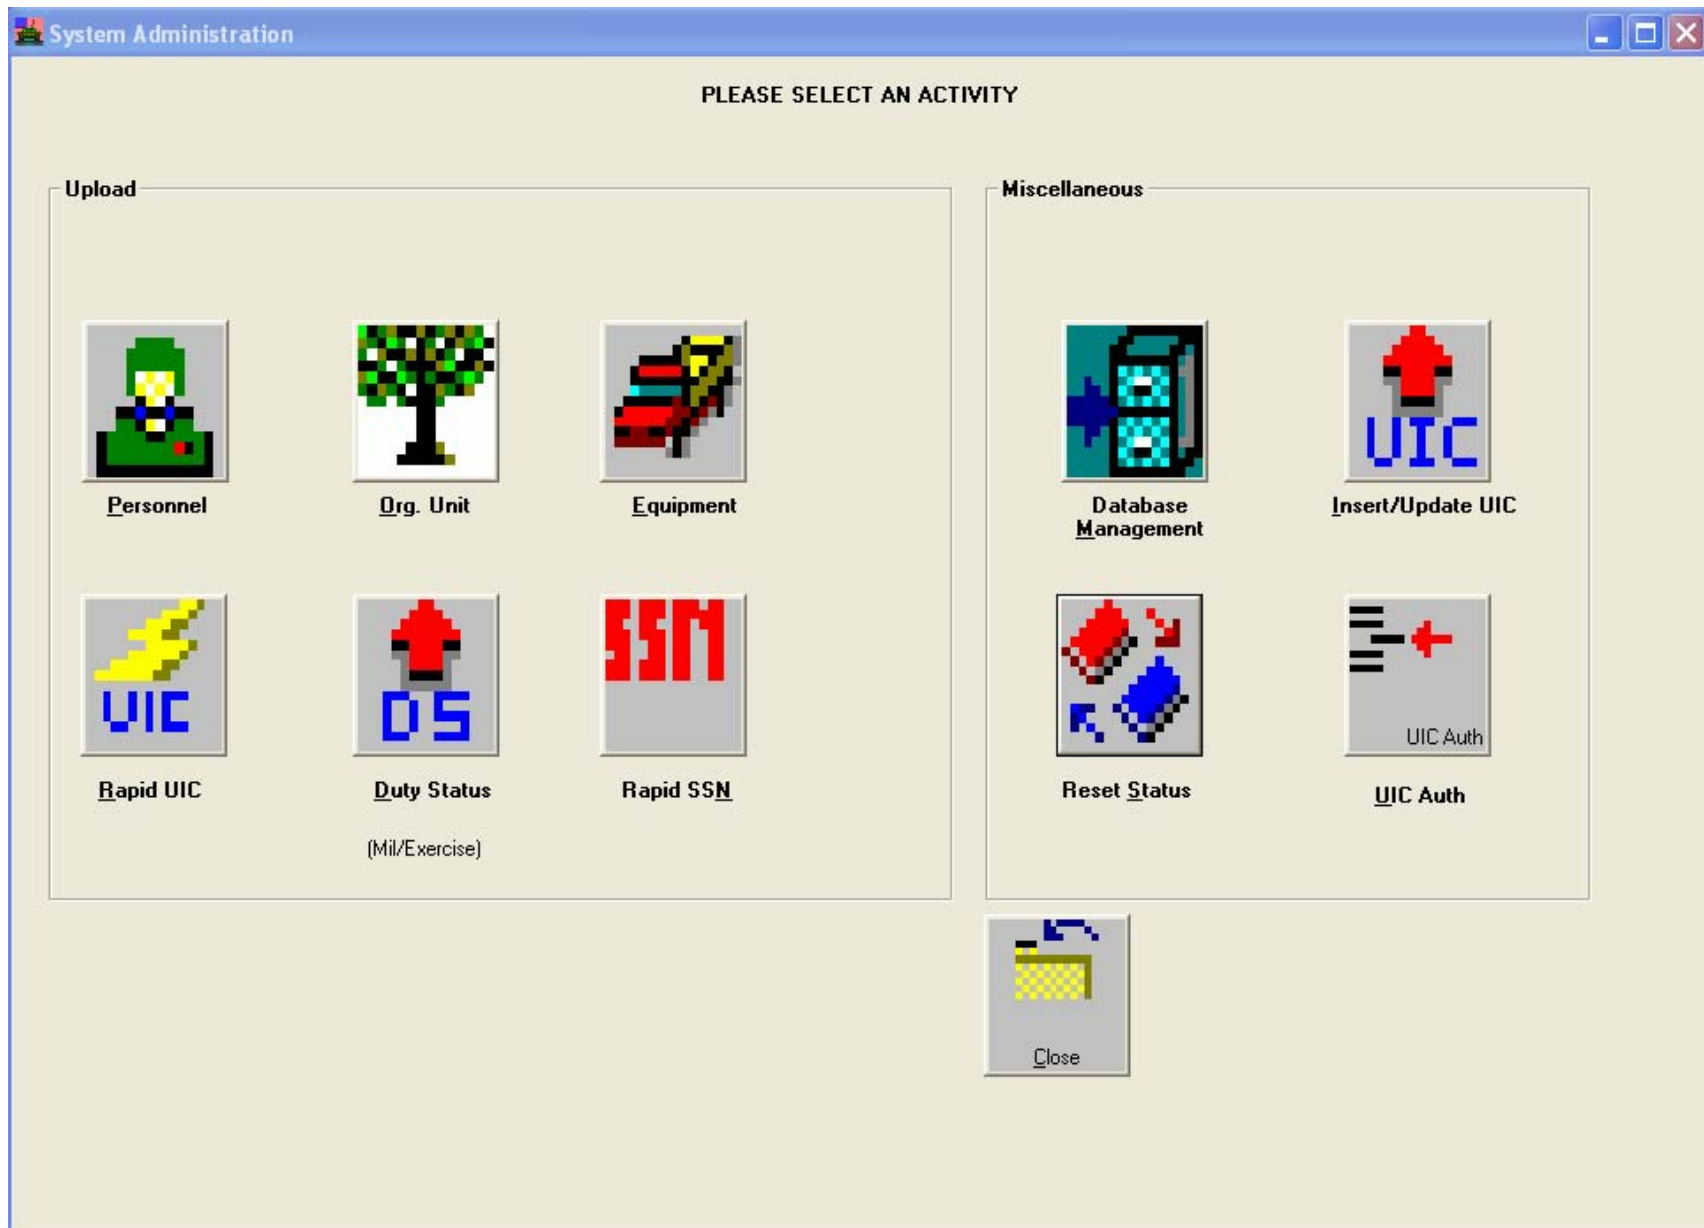 System Administration
PLEASE SELECT AN ACTIVITY
Upload
Personnel
Org. Unit
Equipment
UIC
DS
SSN
Rapid UIC
Duty Status
Rapid SSN
(Mil/Exercise)
Miscellaneous
UIC
Database
Management
Insert/Update UIC
UIC Auth
Reset Status
UIC Auth
Close